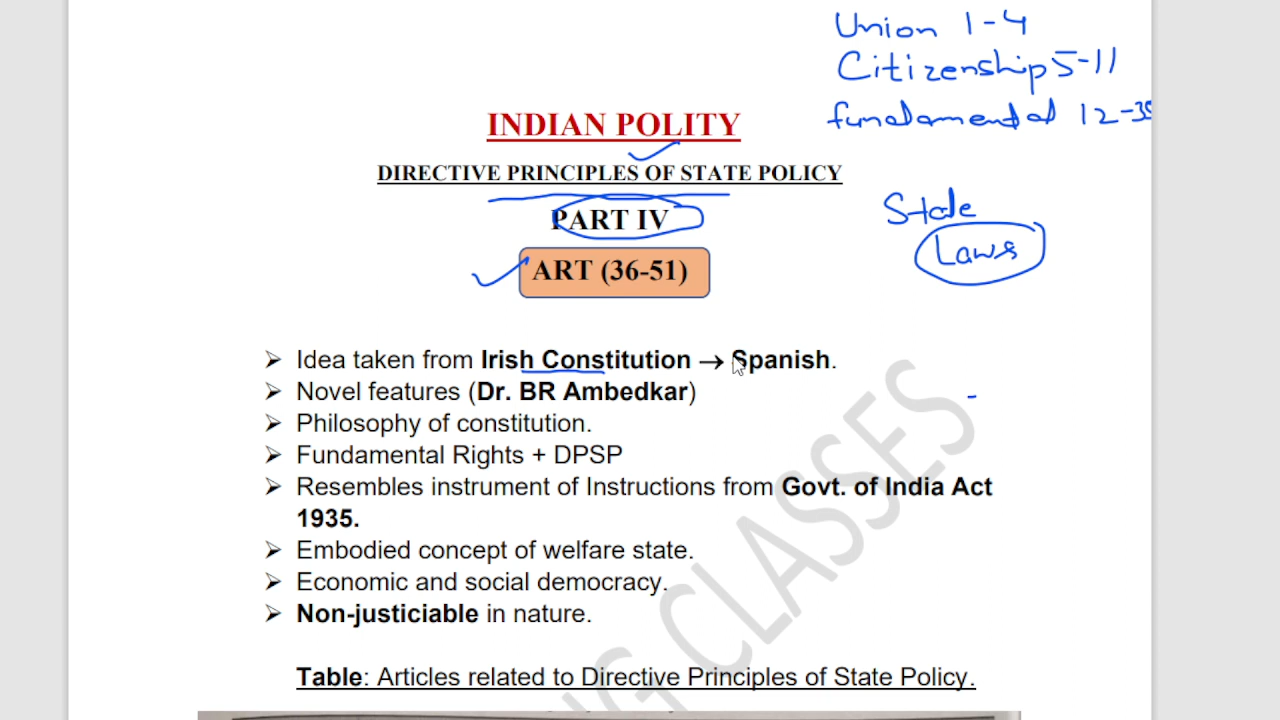 Union 1-4
Citizenship 5-11
fundamental 12-35
INDIAN POLITY
DIRECTIVE PRINCIPLES OF STATE POLICY
PART IV
State
Laws
ART (36-51)
➢ Idea taken from Irish Constitution → Spanish.
➢ Novel features (Dr. BR Ambedkar)
➢ Philosophy of constitution.
➢ Fundamental Rights + DPSP
➢ Resembles instrument of Instructions from Govt. of India Act
1935.
➢ Embodied concept of welfare state.
➢ Economic and social democracy.
➢ Non-justiciable in nature.
Table: Articles related to Directive Principles of State Policy.
CLASSES